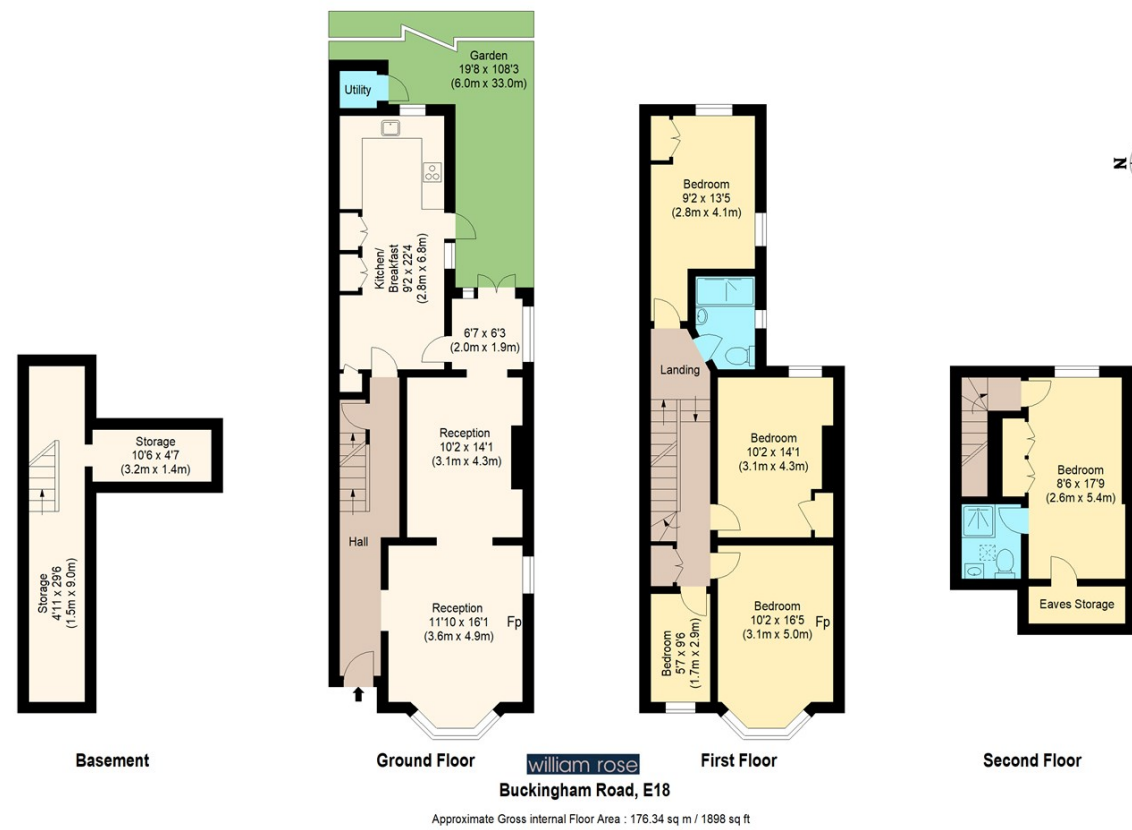 Garden
19'8 x 108'3
(6.0m x 33.0m)
Utility
Kitchen/
Breakfast
9'2 x 22'4
(2.8m x 6.8m)
6'7 x 6'3
(2.0m x 1.9m)
Reception
10'2 x 14'1
(3.1m x 4.3m)
Hall
Reception
11'10 x 16'1
(3.6m x 4.9m)
Fp
Storage
10'6 x 4'7
(3.2m x 1.4m)
Storage
4'11 x 29'6
(1.5m x 9.0m)
Bedroom
9'2 x 13'5
(2.8m x 4.1m)
Landing
Bedroom
10'2 x 14'1
(3.1m x 4.3m)
Bedroom
5'7 x 9'6
(1.7m x 2.9m)
Bedroom
10'2 x 16'5
(3.1m x 5.0m)
Fp
N
Bedroom
8'6 x 17'9
(2.6m x 5.4m)
Eaves Storage
Basement
Ground Floor
First Floor
Second Floor
william rose
Buckingham Road, E18
Approximate Gross internal Floor Area : 176.34 sq m / 1898 sq ft